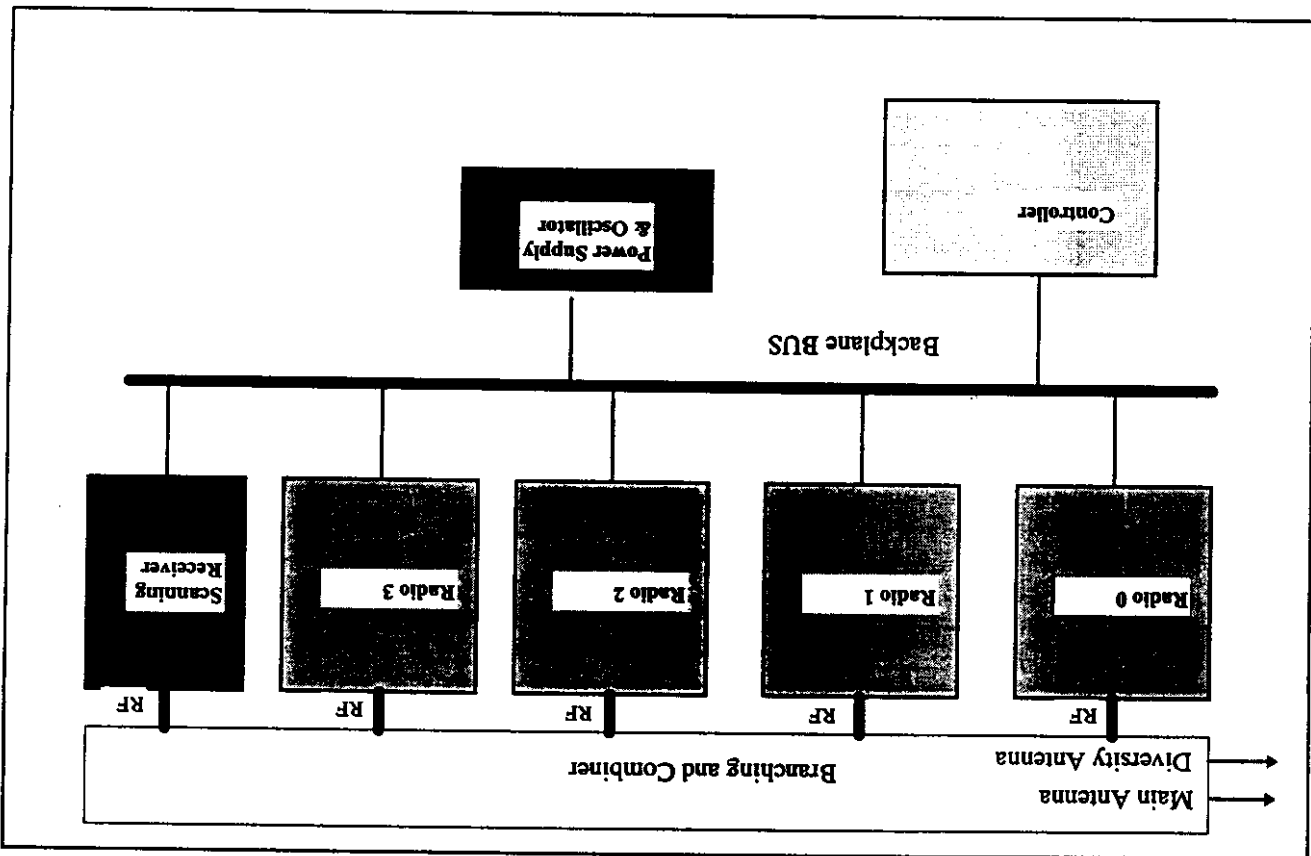 Main Antenna
Diversity Antenna
Branching and Combiner
RF
RF
RF
RF
RF
Radio 0
Radio 1
Radio 2
Radio 3
Scanning
Receiver
Backplane BUS
Controller
Power Supply
& Oscillator